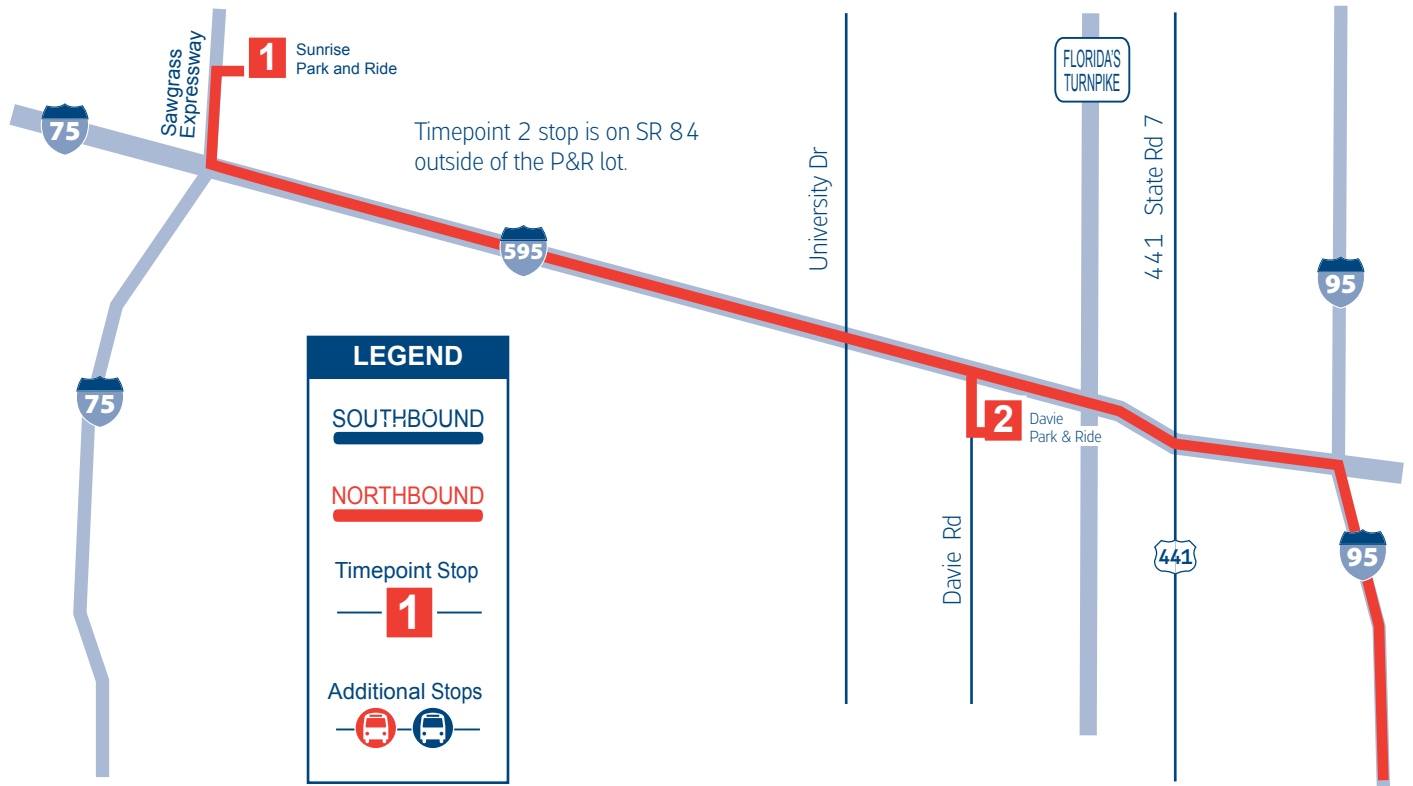 Sawgrass
Expressway
1
Sunrise
Park and Ride
75
Timepoint 2 stop is on SR 84
outside of the P&R lot.
595
University Dr
FLORIDA'S
TURNPIKE
441 State Rd 7
95
75
LEGEND
SOUTHBOUND
NORTHBOUND
Timepoint Stop
1
Additional Stops
2
Davie
Park & Ride
Davie Rd
441
95